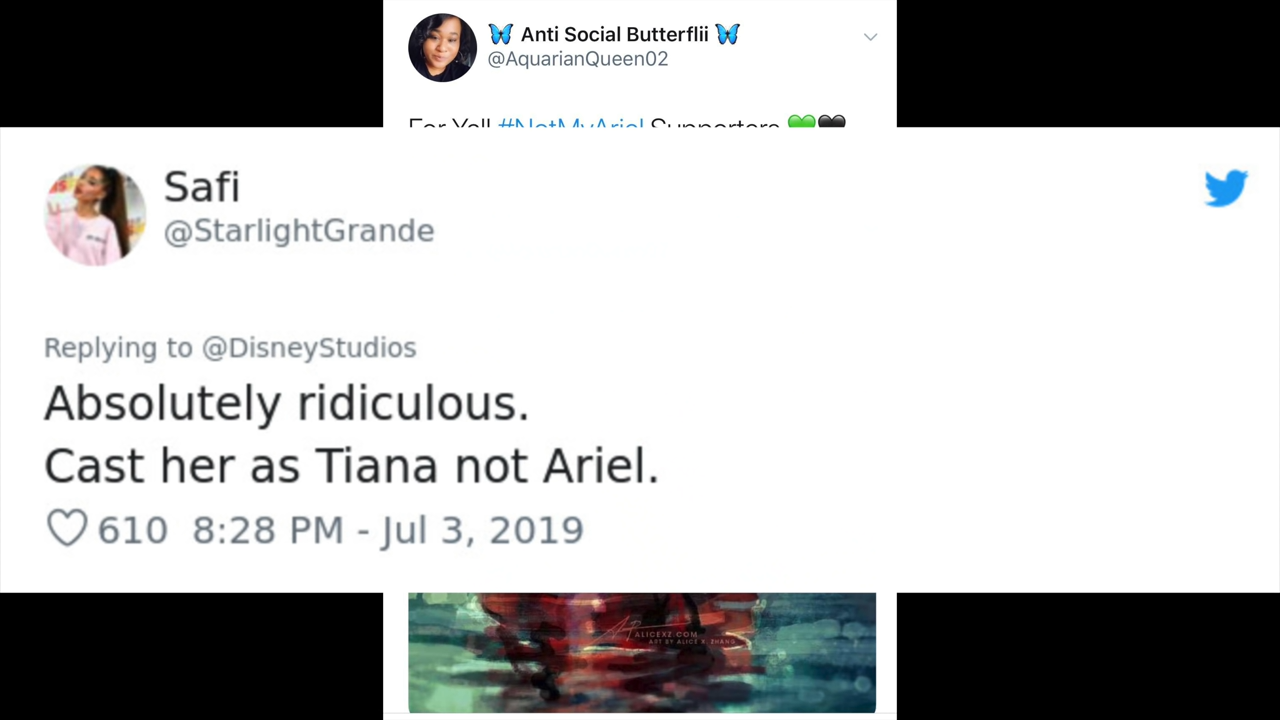 Anti Social Butterflii
@AquarianQueen02
For Yall #NotMyAriel Supporters
Safi
@StarlightGrande
Replying to @DisneyStudios
Absolutely ridiculous.
Cast her as Tiana not Ariel.
610 8:28 PM - Jul 3, 2019
ALICEXZ.COM
ART BY ALICE X. ZHANG